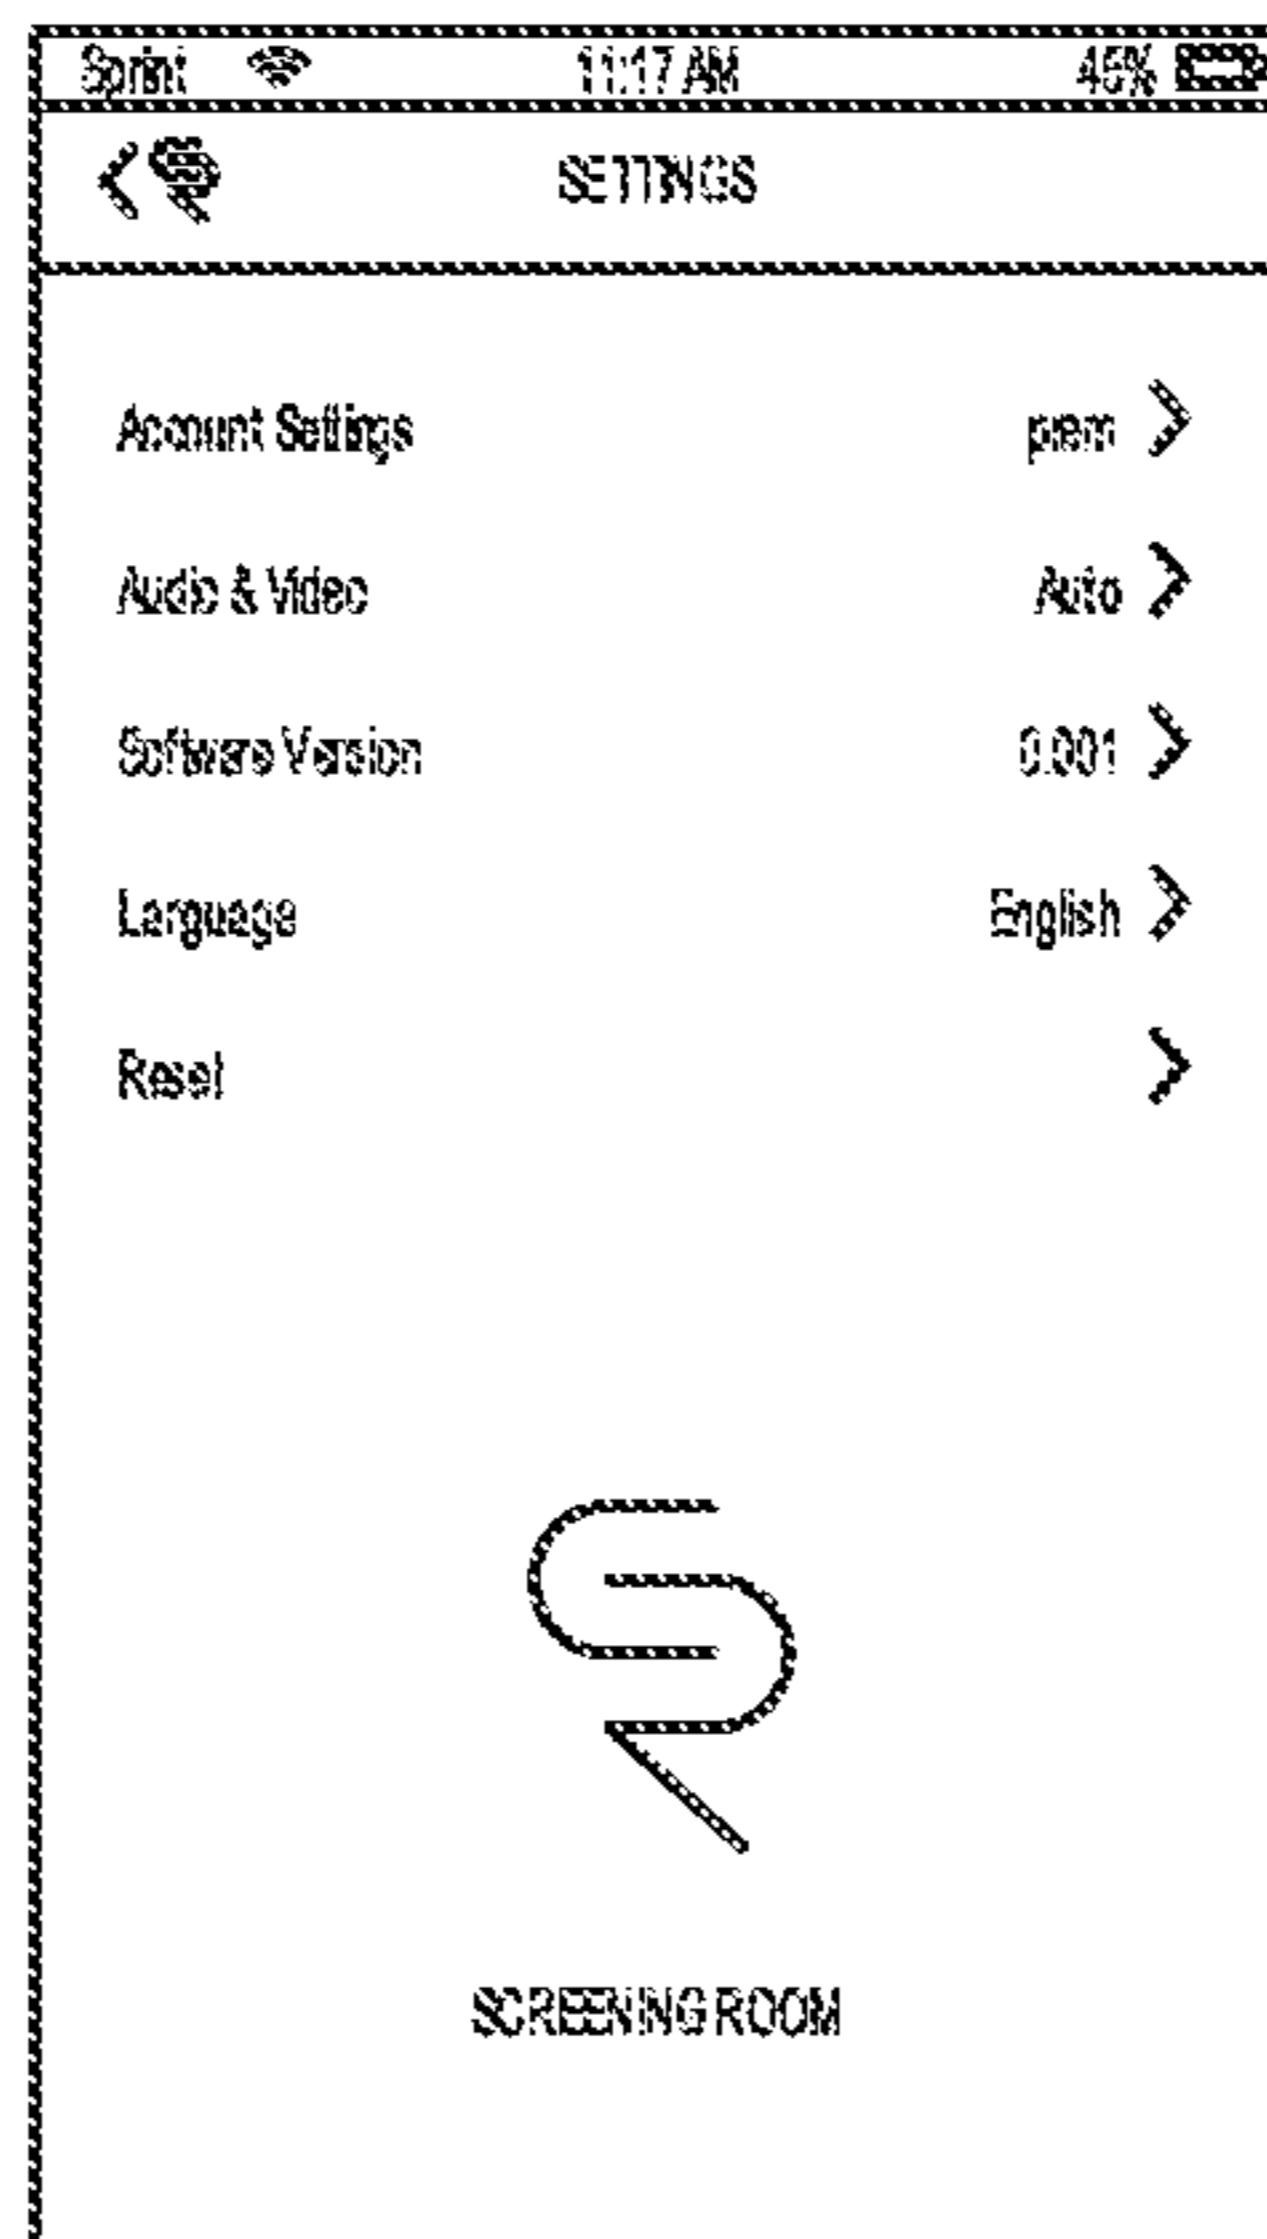 Sprint 11:17 AM
SETTINGS
Account Settings prem
Audio & Video Auto
Software Version 0.001
Language English
Reset
SCREENING ROOM